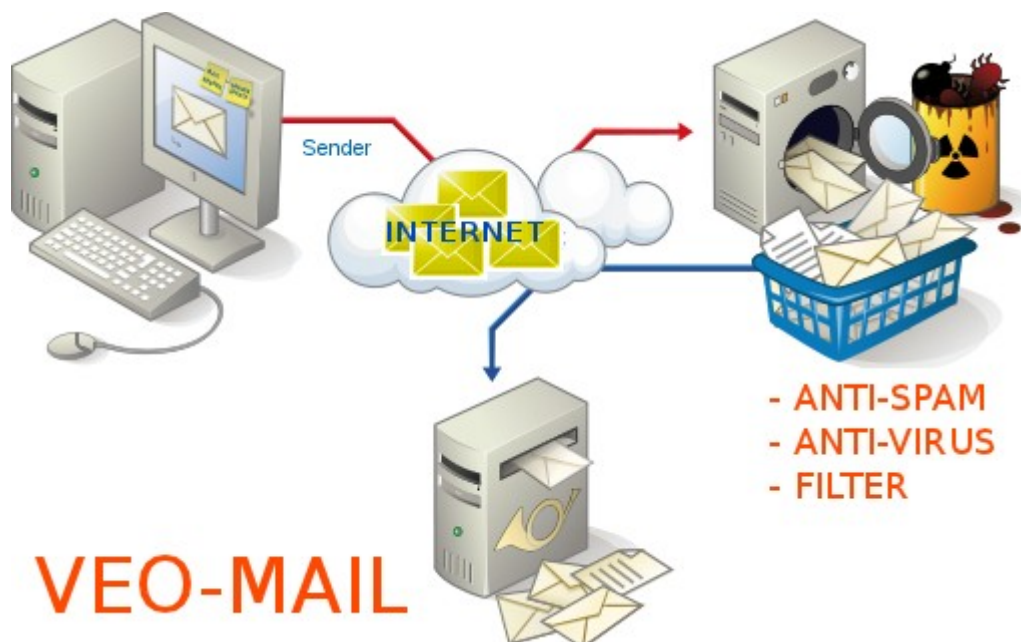 Sender
INTERNET
- ANTI-SPAM
- ANTI-VIRUS
- FILTER
VEO-MAIL